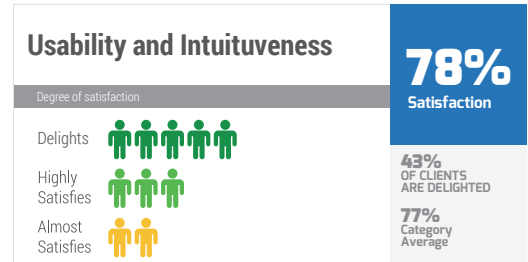 Usability and Intuituveness
Degree of satisfaction
Delights
Highly
Satisfies
Almost
Satisfies
78%
Satisfaction
43%
OF CLIENTS
ARE DELIGHTED
77%
Category
Average